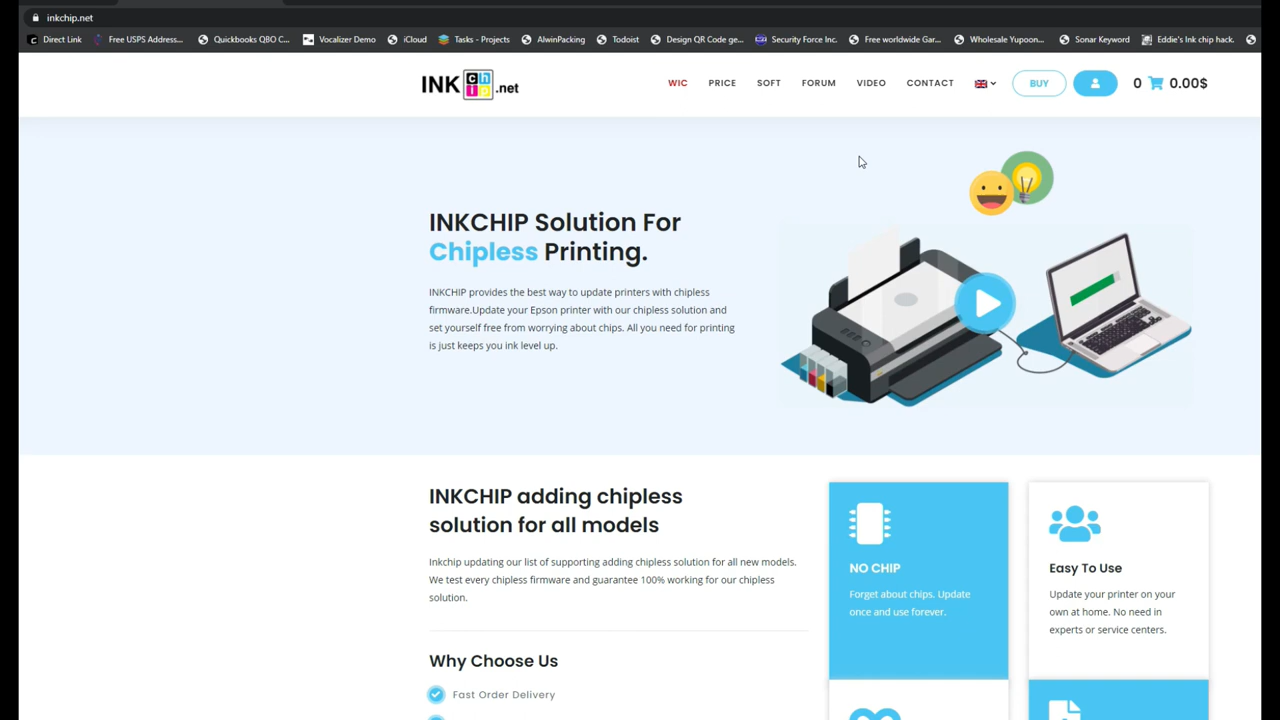 inkchip.net
Direct Link
Free USPS Address...
Quickbooks QBO C...
Vocalizer Demo
iCloud
Tasks - Projects
AlwinPacking
Todoist
Design QR Code ge...
Security Force Inc.
Free worldwide Gar...
Wholesale Yupoon...
Sonar Keyword
Eddie's Ink chip hack.
INK chip .net
WIC
PRICE
SOFT
FORUM
VIDEO
CONTACT
BUY
0
0.00$
INKCHIP Solution For
Chipless Printing.
INKCHIP provides the best way to update printers with chipless
firmware.Update your Epson printer with our chipless solution and
set yourself free from worrying about chips. All you need for printing
is just keeps you ink level up.
INKCHIP adding chipless
solution for all models
Inkchip updating our list of supporting adding chipless solution for all new models.
We test every chipless firmware and guarantee 100% working for our chipless
solution.
Why Choose Us
Fast Order Delivery
NO CHIP
Forget about chips. Update
once and use forever.
Easy To Use
Update your printer on your
own at home. No need in
experts or service centers.